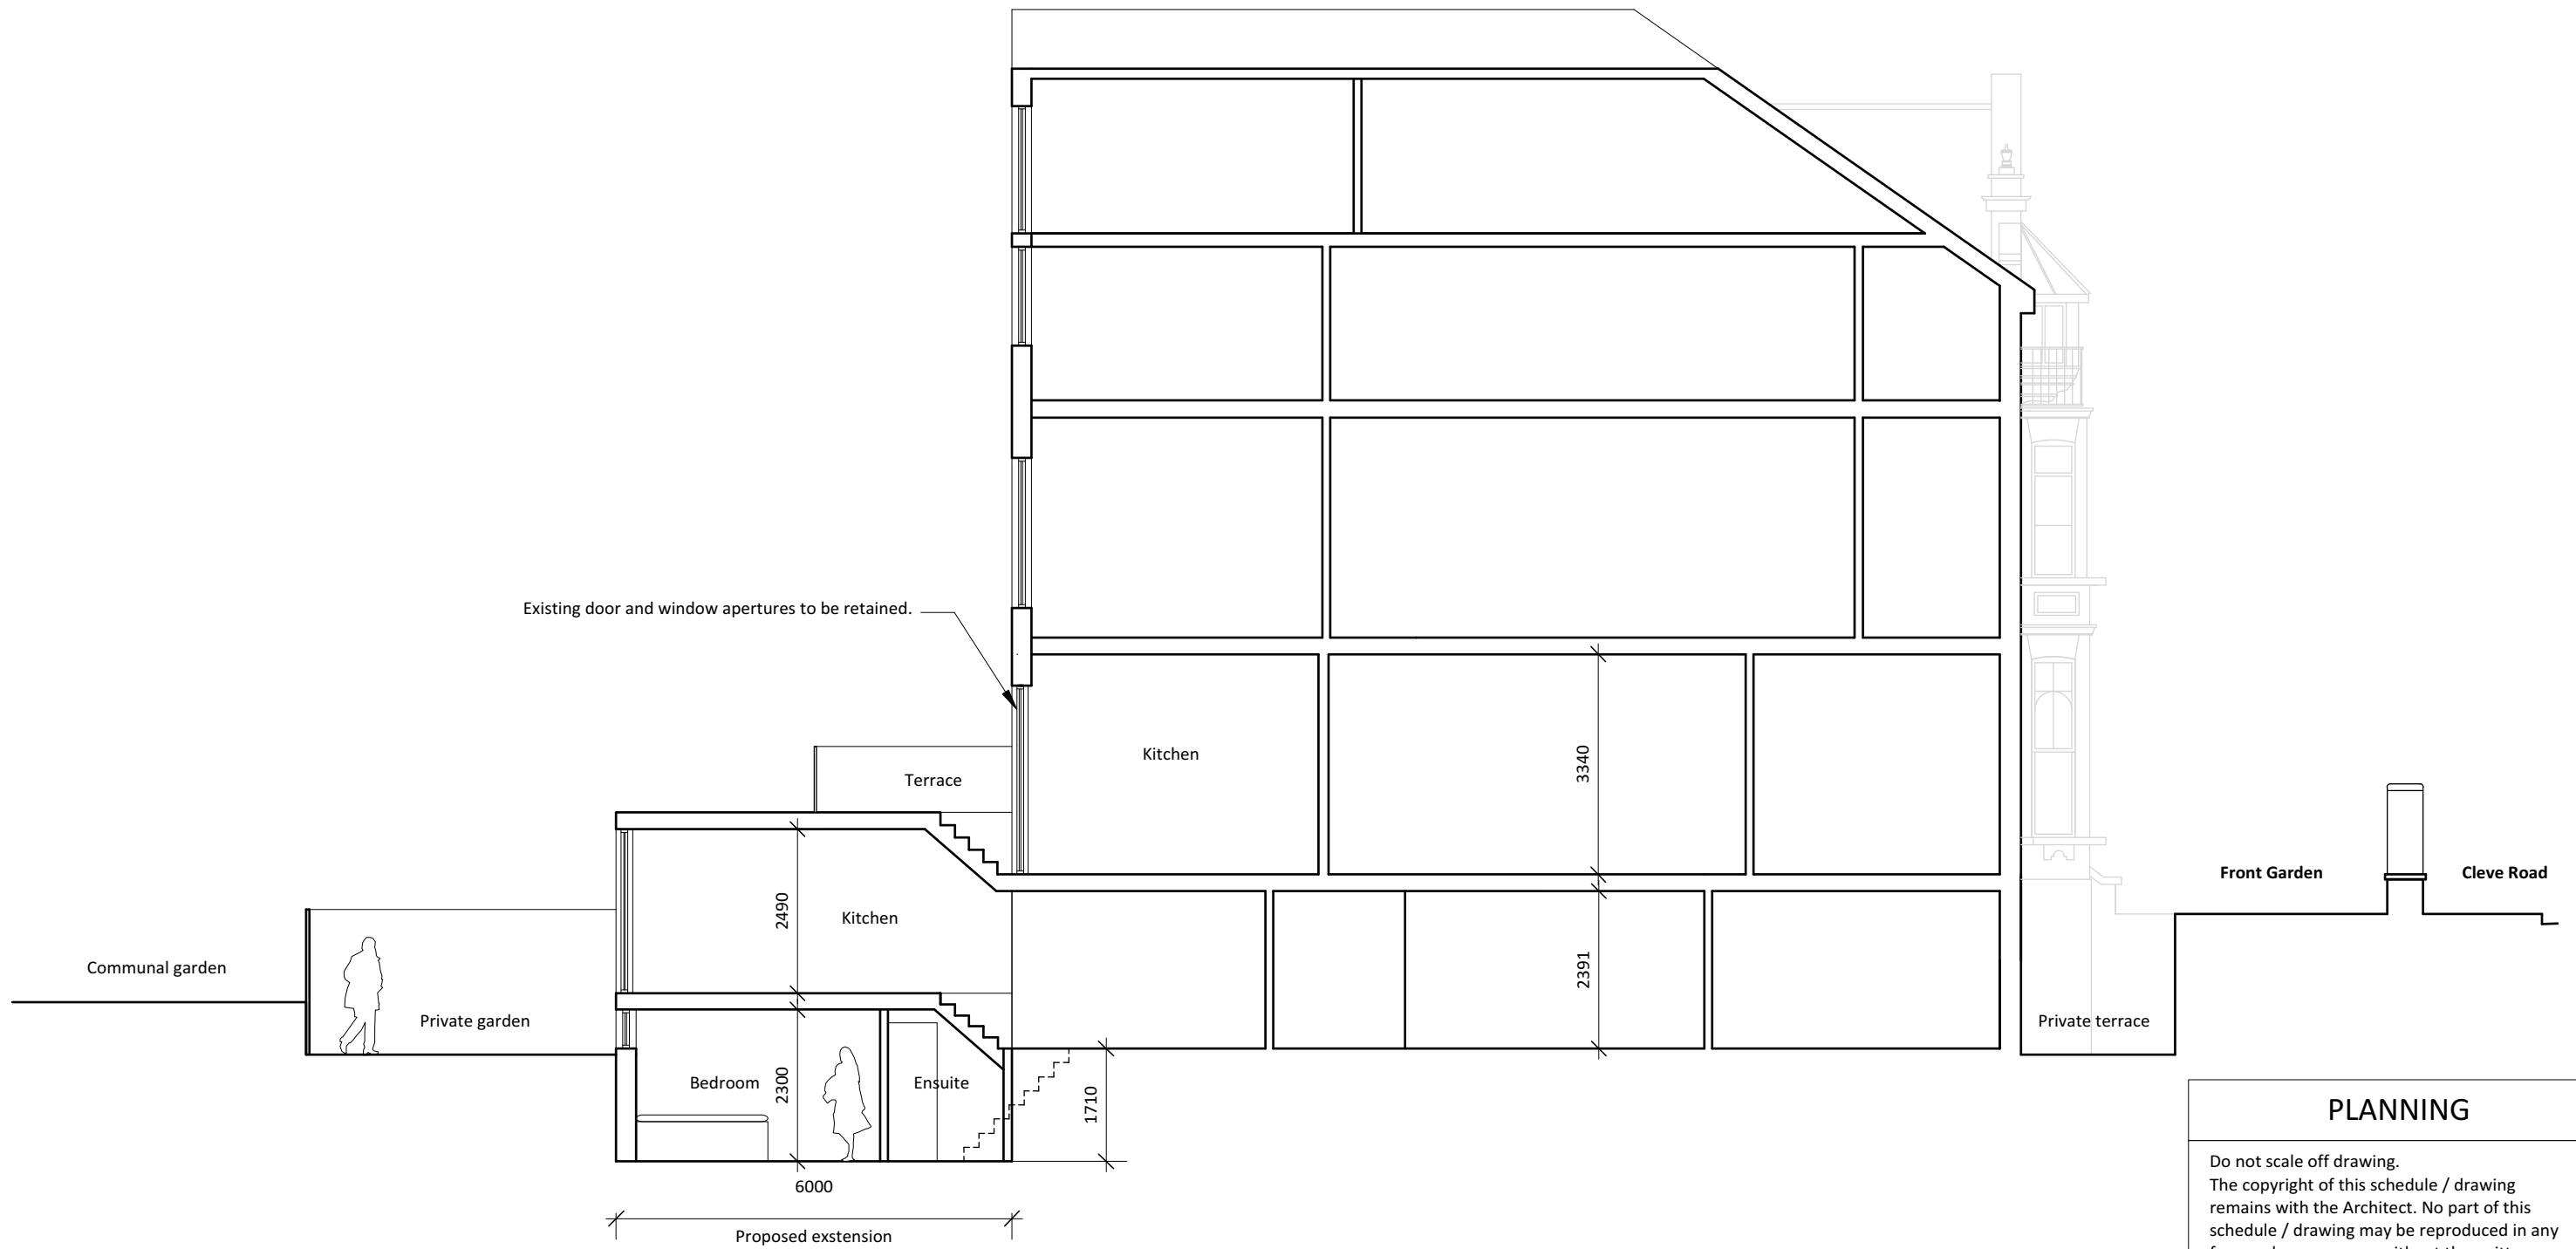 Existing door and window apertures to be retained.
Kitchen
3340
Terrace
Front Garden
Cleve Road
2490
Kitchen
2391
Communal garden
Private garden
Private terrace
Bedroom
2300
Ensuite
1710
6000
Proposed exstension
PLANNING
Do not scale off drawing.
The copyright of this schedule / drawing
remains with the Architect. No part of this
schedule / drawing may be reproduced in any